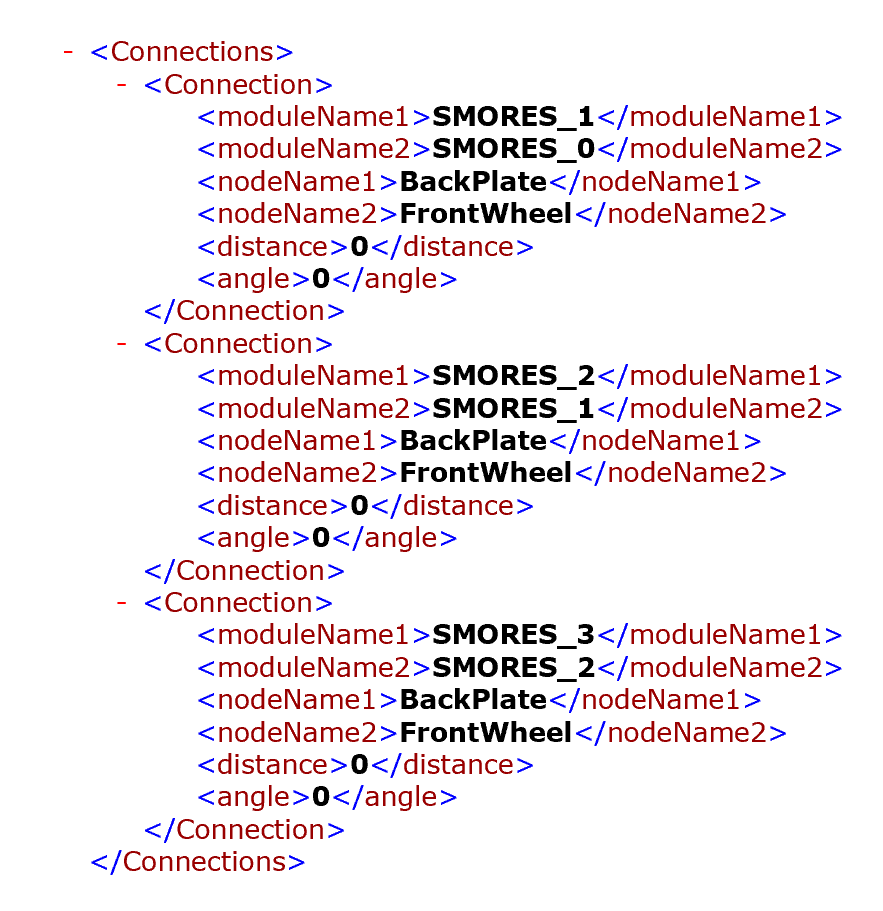 - <Connections>
- <Connection>
<moduleName1>SMORES_1</moduleName1>
<moduleName2>SMORES_0</moduleName2>
<nodeName1>BackPlate</nodeName1>
<nodeName2>FrontWheel</nodeName2>
<distance>0</distance>
<angle>0</angle>
</Connection>
- <Connection>
<moduleName1>SMORES_2</moduleName1>
<moduleName2>SMORES_1</moduleName2>
<nodeName1>BackPlate</nodeName1>
<nodeName2>FrontWheel</nodeName2>
<distance>0</distance>
<angle>0</angle>
</Connection>
- <Connection>
<moduleName1>SMORES_3</moduleName1>
<moduleName2>SMORES_2</moduleName2>
<nodeName1>BackPlate</nodeName1>
<nodeName2>FrontWheel</nodeName2>
<distance>0</distance>
<angle>0</angle>
</Connection>
</Connections>